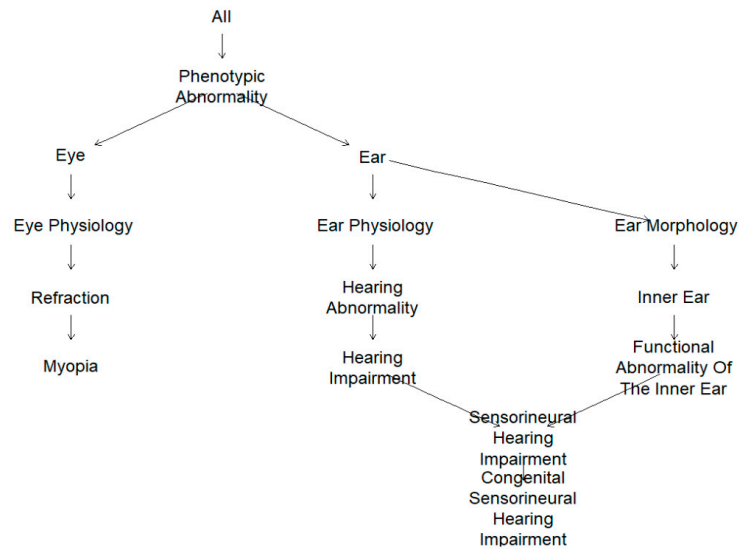 All
Phenotypic
Abnormality
Eye
Ear
Eye Physiology
Ear Physiology
Ear Morphology
Refraction
Hearing
Abnormality
Inner Ear
Myopia
Hearing
Impairment
Functional
Abnormality Of
The Inner Ear
Sensorineural
Hearing
Impairment
Congenital
Sensorineural
Hearing
Impairment